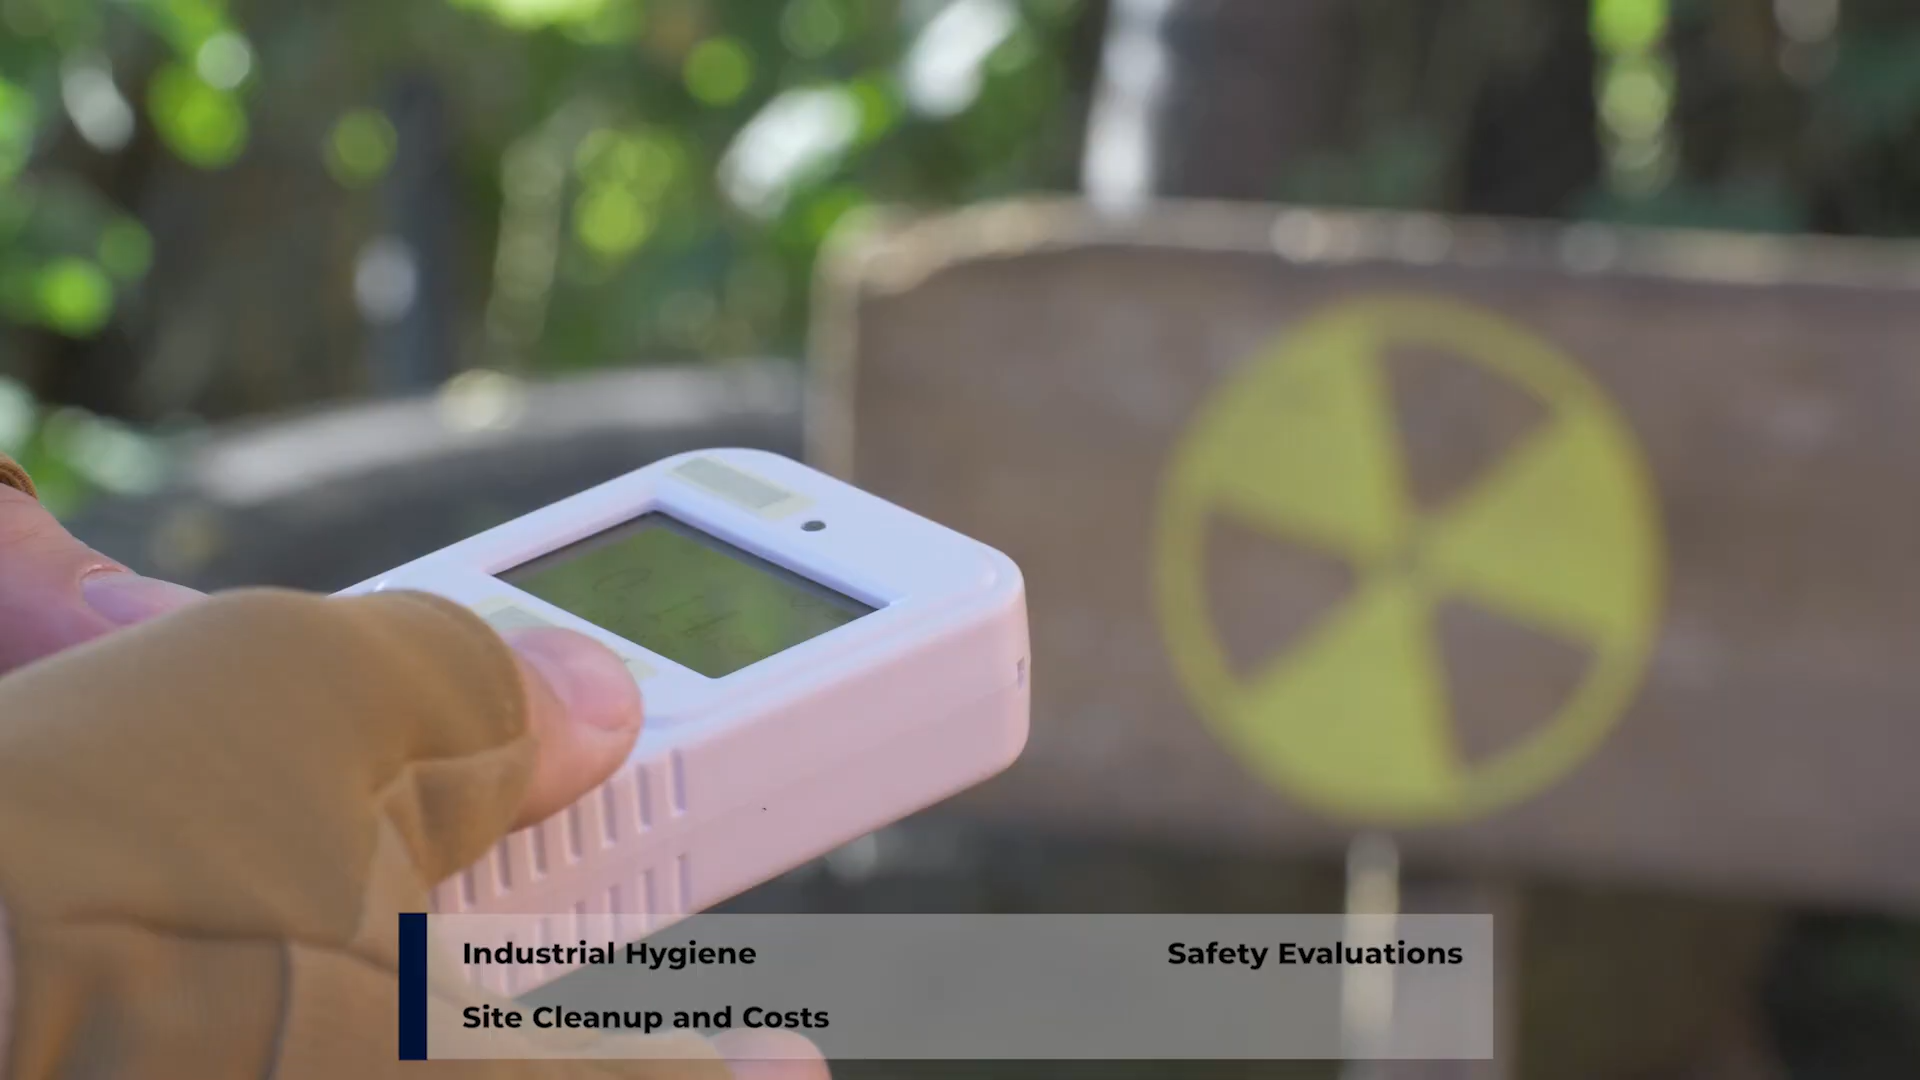 Industrial Hygiene
Safety Evaluations
Site Cleanup and Costs